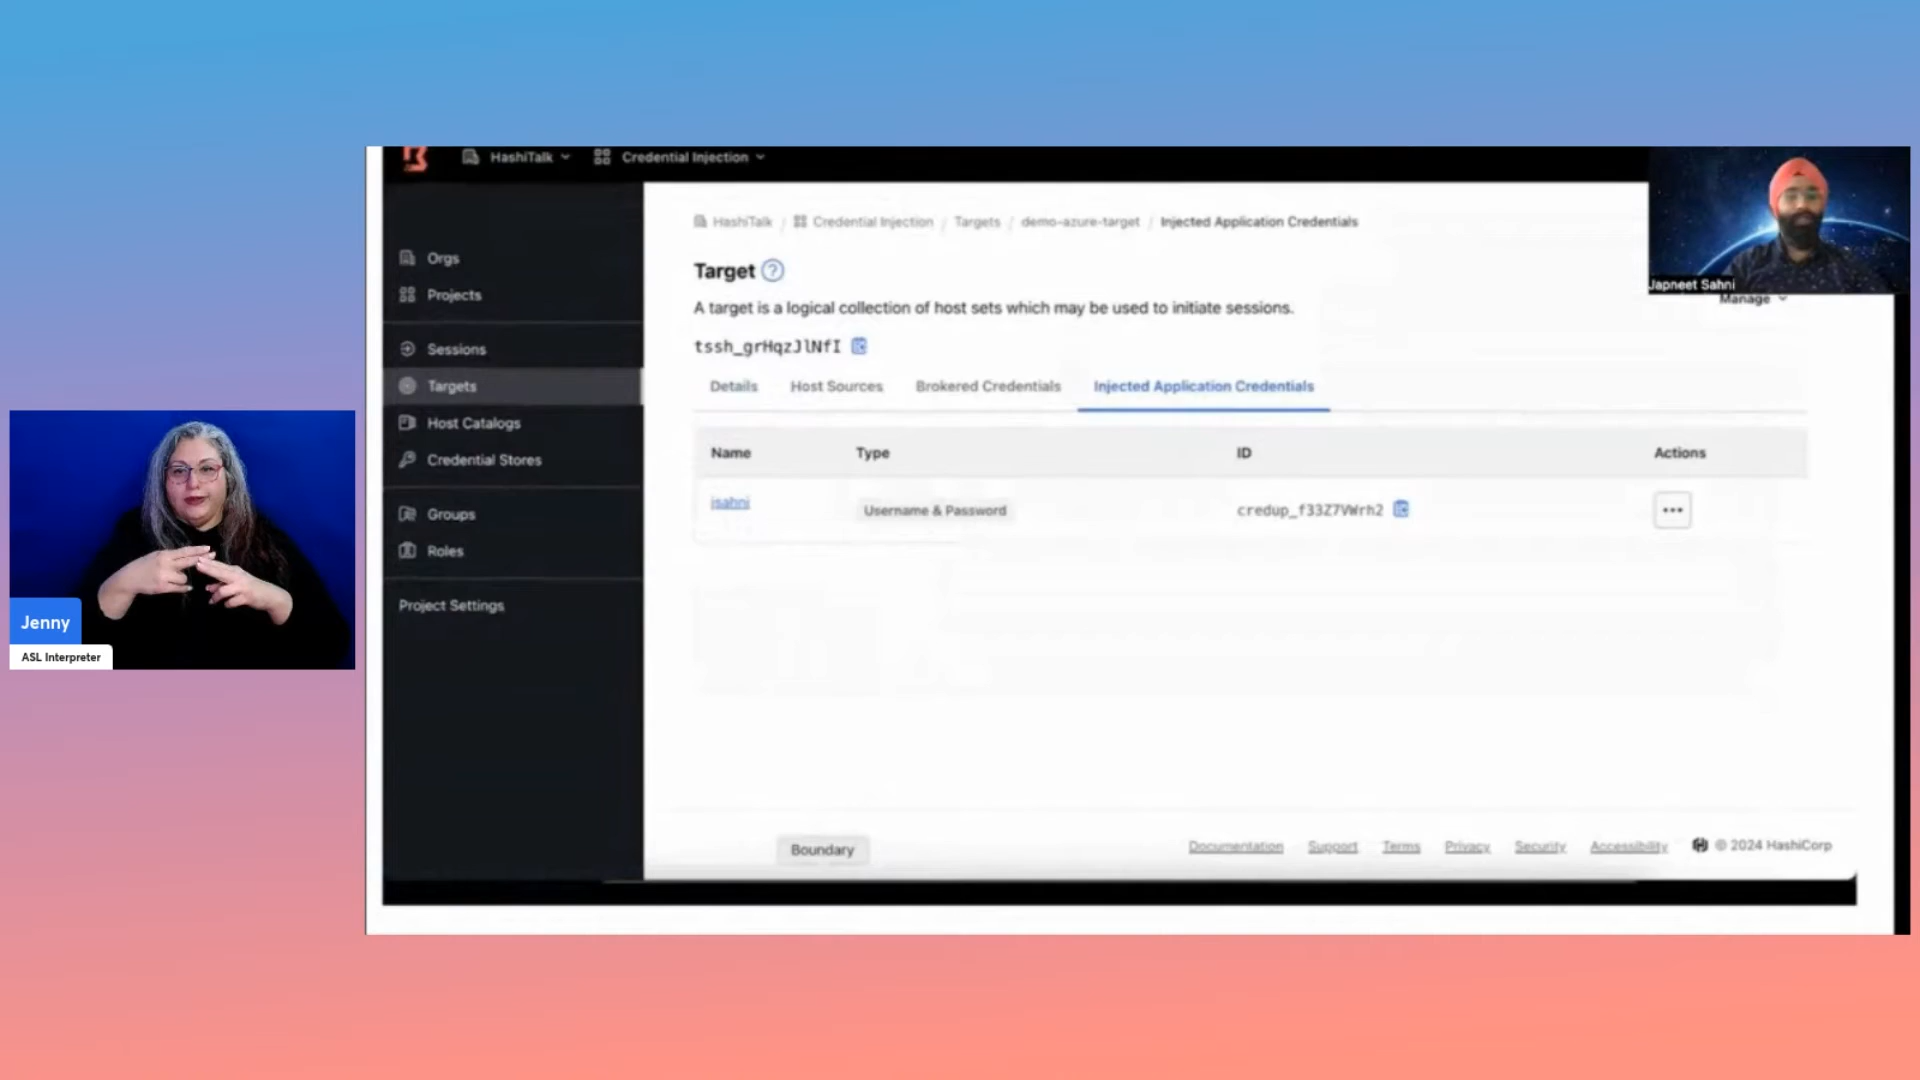 HashiTalk
Credential Injection
Orgs
Projects
Sessions
Targets
Host Catalogs
Credential Stores
Groups
Roles
Project Settings
HashiTalk / Credential Injection / Targets / demo-azure-target / Injected Application Credentials
Target ?
A target is a logical collection of host sets which may be used to initiate sessions.
tssh_grHqzJlNfI
Details Host Sources Brokered Credentials Injected Application Credentials
Name Type ID Actions
jsahni Username & Password credup_f33Z7VWrh2
Manage
Japneet Sahni
Boundary
Documentation Support Terms Privacy Security Accessibility © 2024 HashiCorp
Jenny
ASL Interpreter